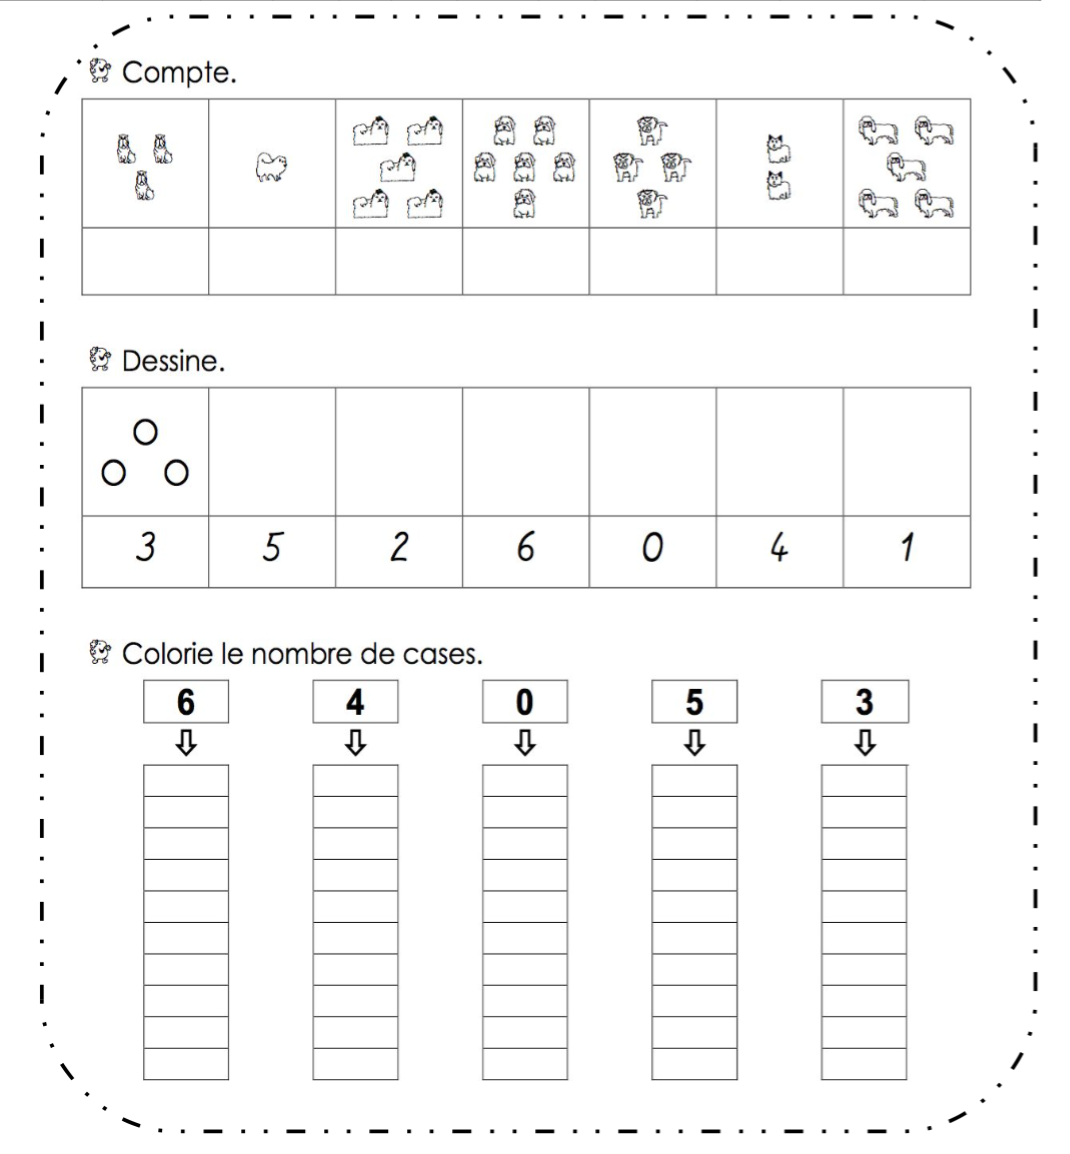 Compte.
Dessine.
3 5 2 6 0 4 1
Colorie le nombre de cases.
6 4 0 5 3